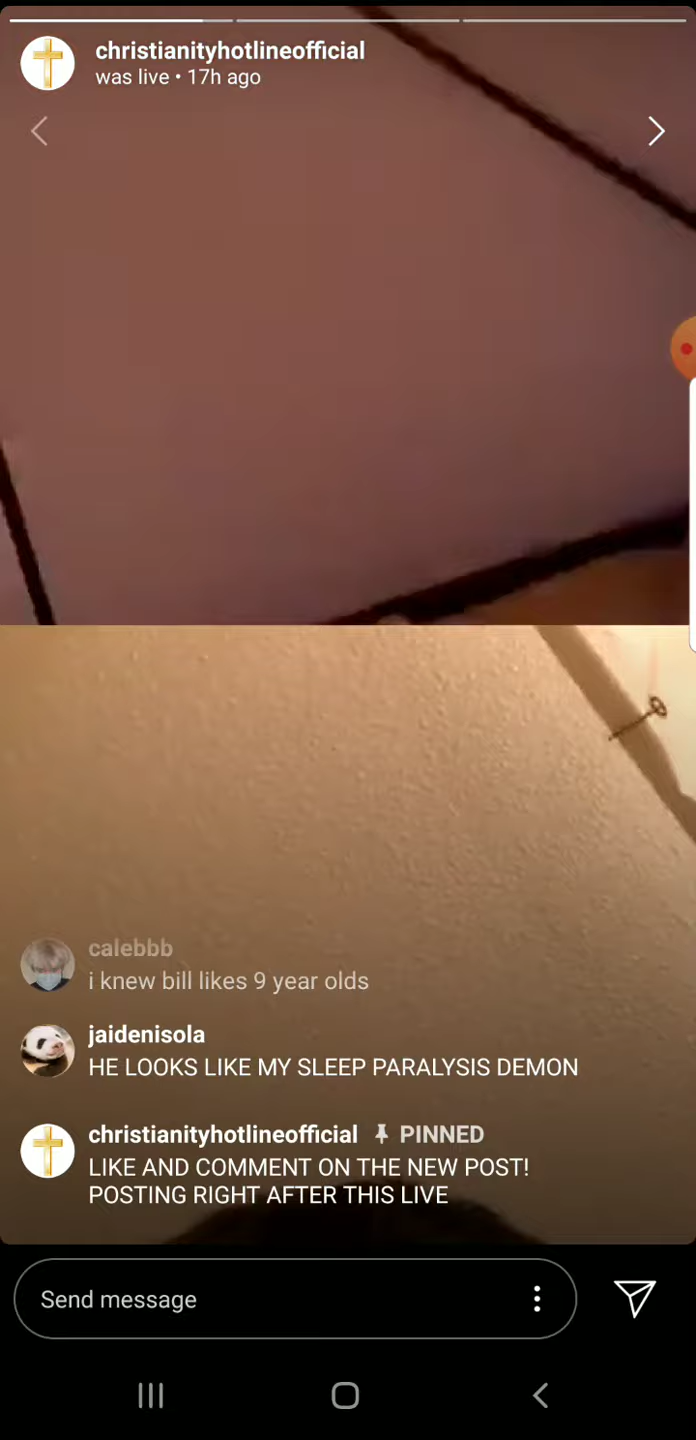 christianityhotlineofficial
was live • 17h ago
calebbb
i knew bill likes 9 year olds
jaidenisola
HE LOOKS LIKE MY SLEEP PARALYSIS DEMON
christianityhotlineofficial PINNED
LIKE AND COMMENT ON THE NEW POST!
POSTING RIGHT AFTER THIS LIVE
Send message